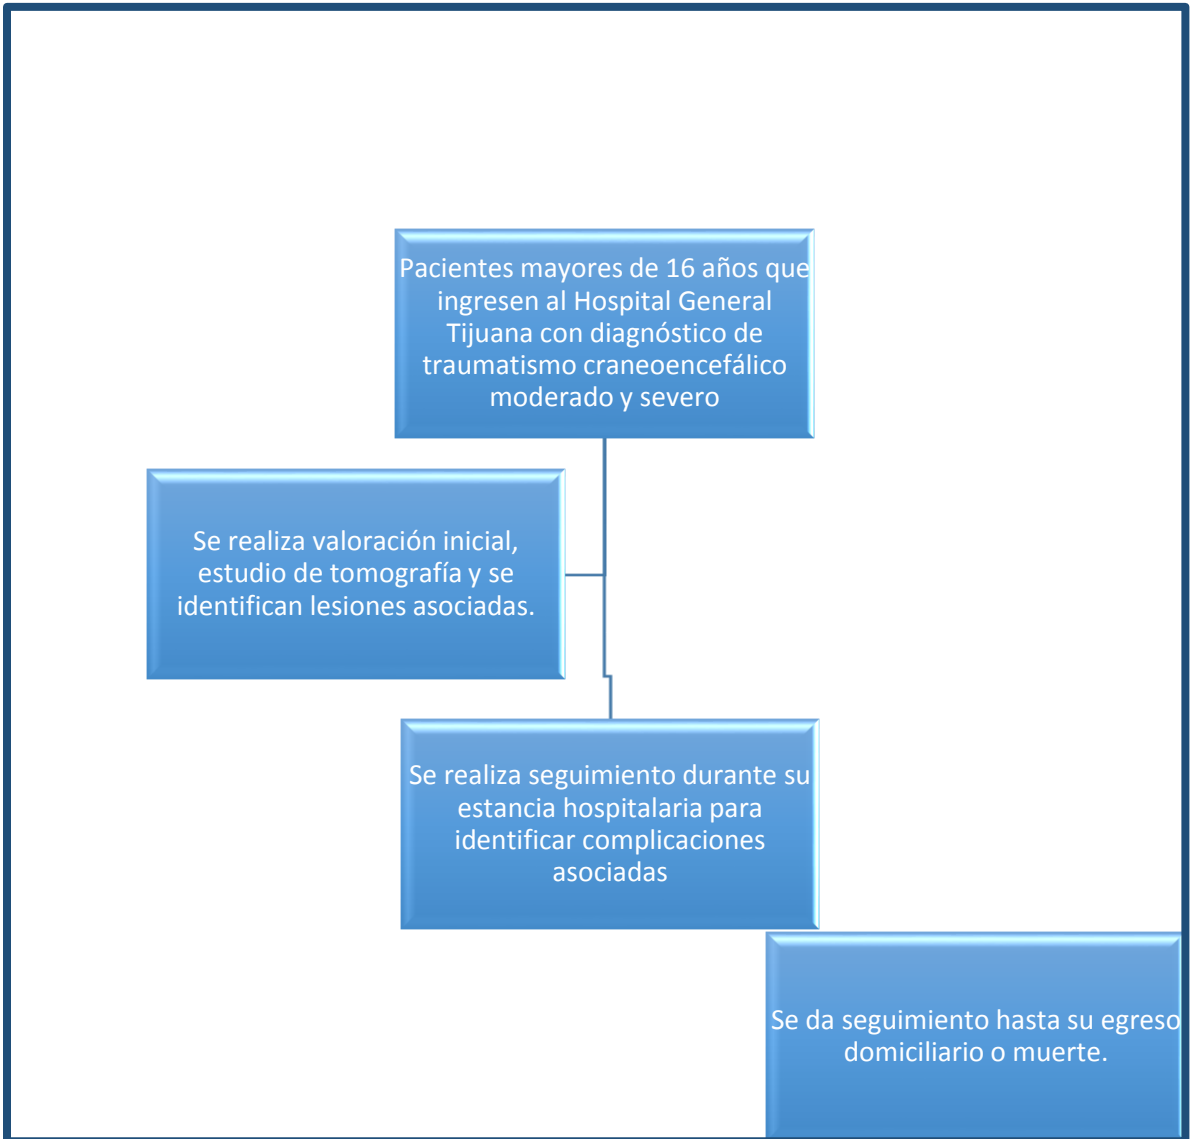 Pacientes mayores de 16 años que
ingresen al Hospital General
Tijuana con diagnóstico de
traumatismo craneoencefálico
moderado y severo
Se realiza valoración inicial,
estudio de tomografía y se
identifican lesiones asociadas.
Se realiza seguimiento durante su
estancia hospitalaria para
identificar complicaciones
asociadas
Se da seguimiento hasta su egreso
domiciliario o muerte.